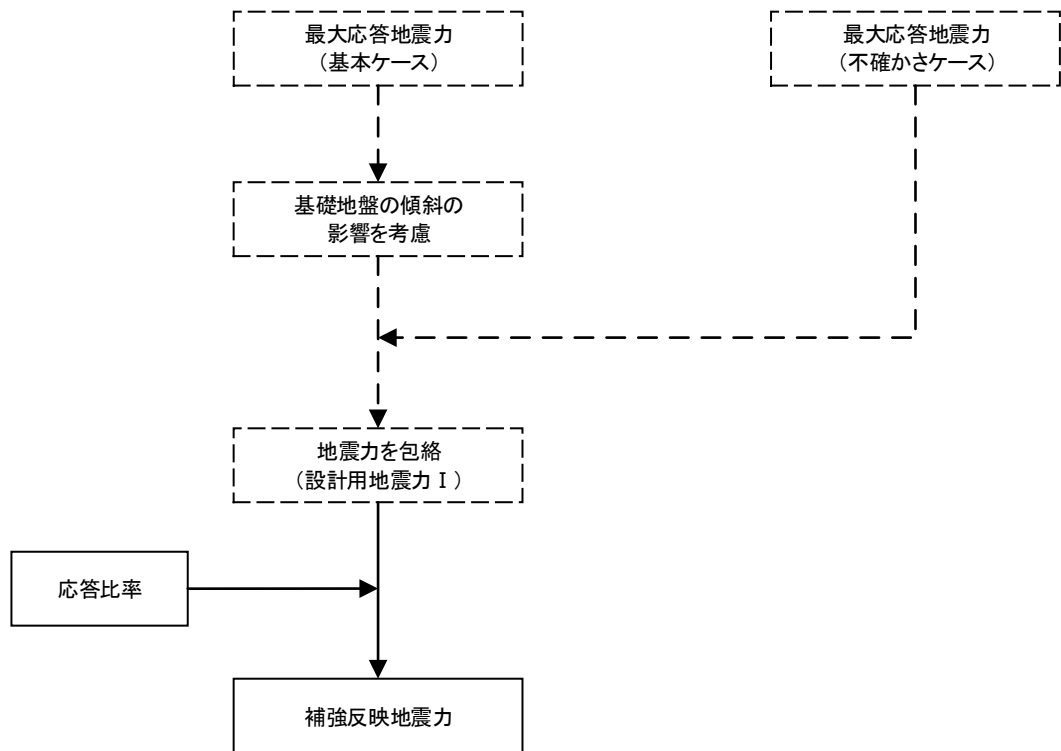 最大応答地震力
（基本ケース）
最大応答地震力
（不確かさケース）
基礎地盤の傾斜の
影響を考慮
地震力を包絡
（設計用地震力Ⅰ）
応答比率
補強反映地震力